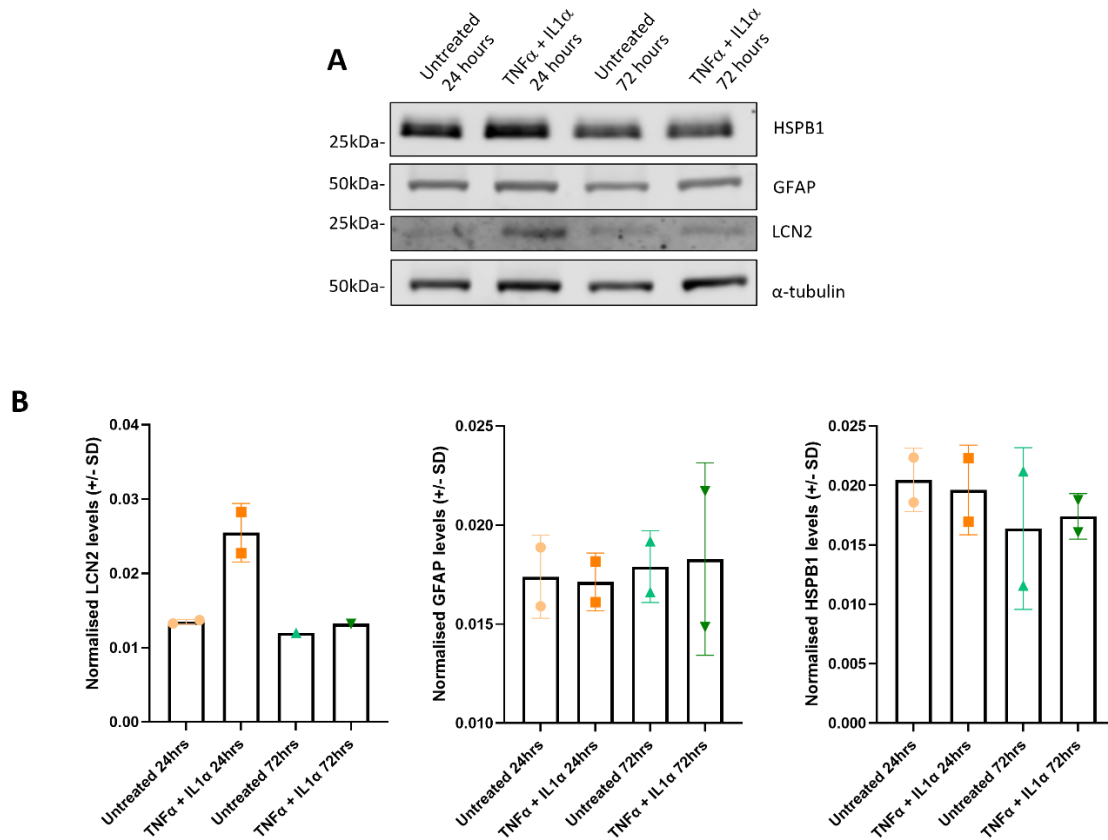 A
Untreated
24 hours
TNFα + IL1α
24 hours
Untreated
72 hours
TNFα + IL1α
72 hours
25kDa-
HSPB1
50kDa-
GFAP
25kDa-
LCN2
50kDa-
α-tubulin
B
Normalised LCN2 levels (+/- SD)
0.04
0.03
0.02
0.01
0.00
Untreated 24hrs
TNFα + IL1α 24hrs
Untreated 72hrs
TNFα + IL1α 72hrs
Normalised GFAP levels (+/- SD)
0.025
0.020
0.015
0.010
Untreated 24hrs
TNFα + IL1α 24hrs
Untreated 72hrs
TNFα + IL1α 72hrs
Normalised HSPB1 levels (+/- SD)
0.025
0.020
0.015
0.010
0.005
0.000
Untreated 24hrs
TNFα + IL1α 24hrs
Untreated 72hrs
TNFα + IL1α 72hrs